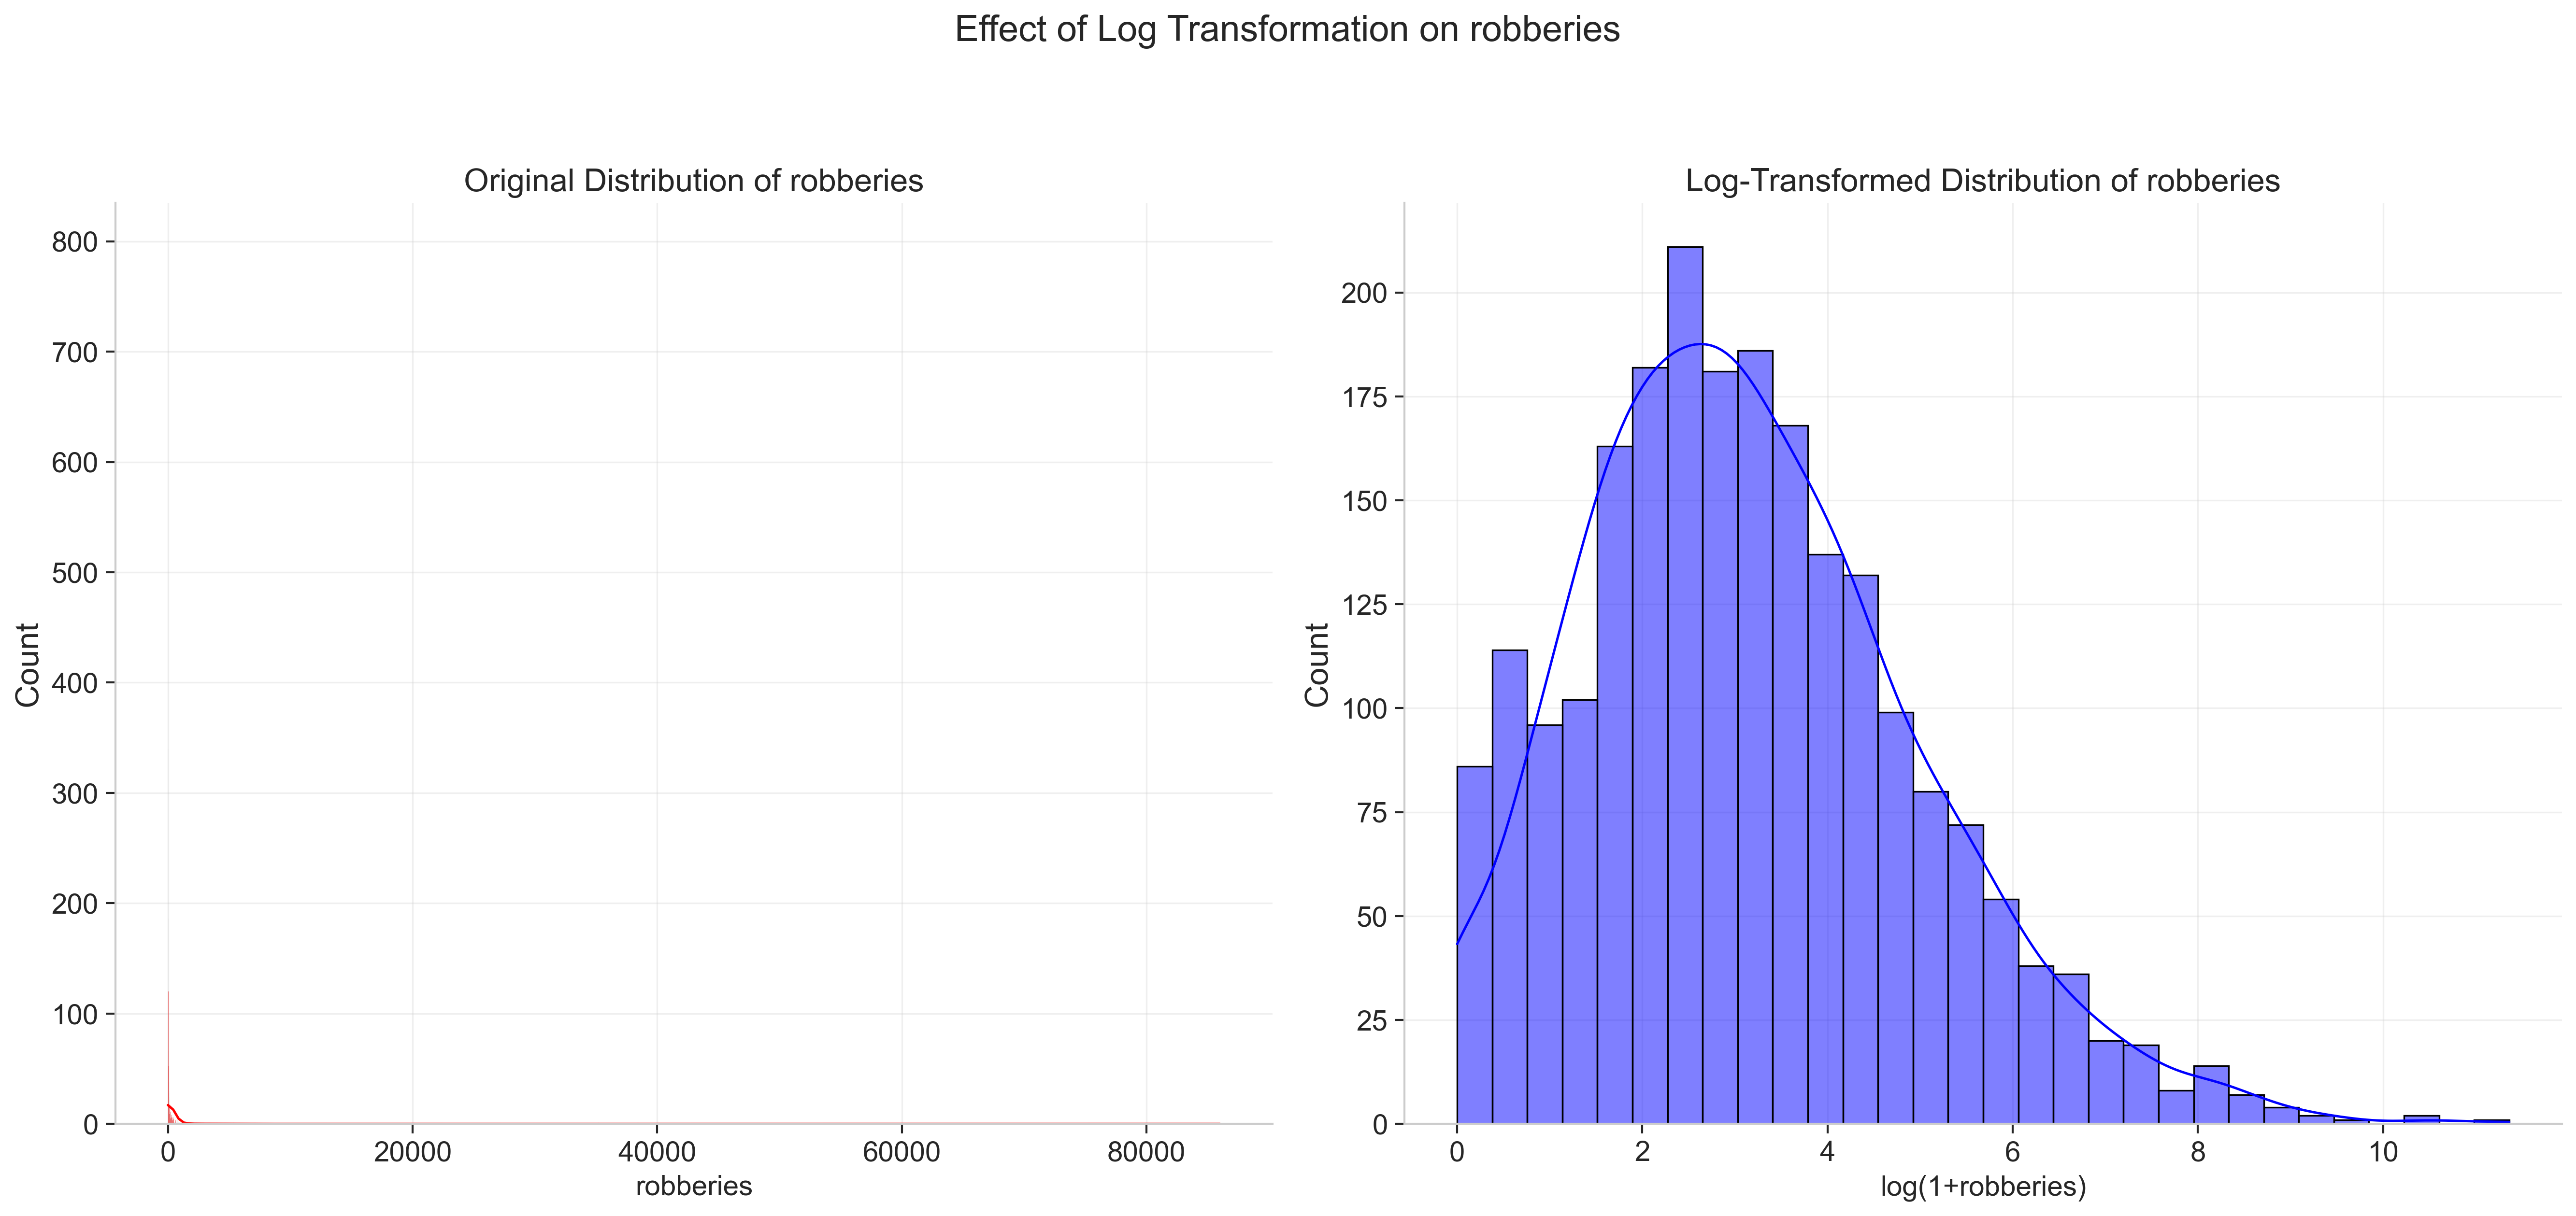 Effect of Log Transformation on robberies
Original Distribution of robberies
800
700
600
500
400
300
200
100
0
Count
0 20000 40000 60000 80000
robberies
Log-Transformed Distribution of robberies
200
175
150
125
100
75
50
25
0
Count
0 2 4 6 8 10
log(1+robberies)